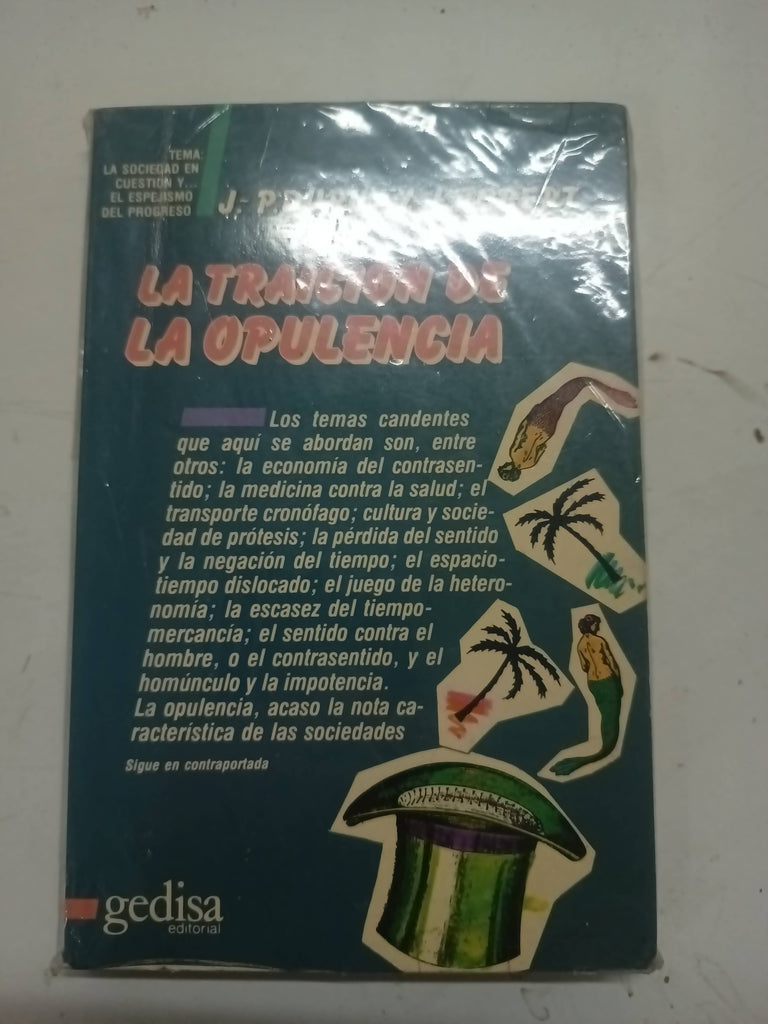 TEMA:
LA SOCIEDAD EN
CUESTION Y...
EL ESPEJISMO
DEL PROGRESO
J.- P.
LA TRAICION DE
LA OPULENCIA
Los temas candentes
que aquí se abordan son, entre
otros: la economía del contrasen-
tido; la medicina contra la salud; el
transporte cronófago; cultura y socie-
dad de prótesis; la pérdida del sentido
y la negación del tiempo; el espacio-
tiempo dislocado; el juego de la hetero-
nomía; la escasez del tiempo-
mercancía; el sentido contra el
hombre, o el contrasentido, y el
homúnculo y la impotencia.
La opulencia, acaso la nota ca-
racterística de las sociedades
Sigue en contraportada
gedisa
editorial